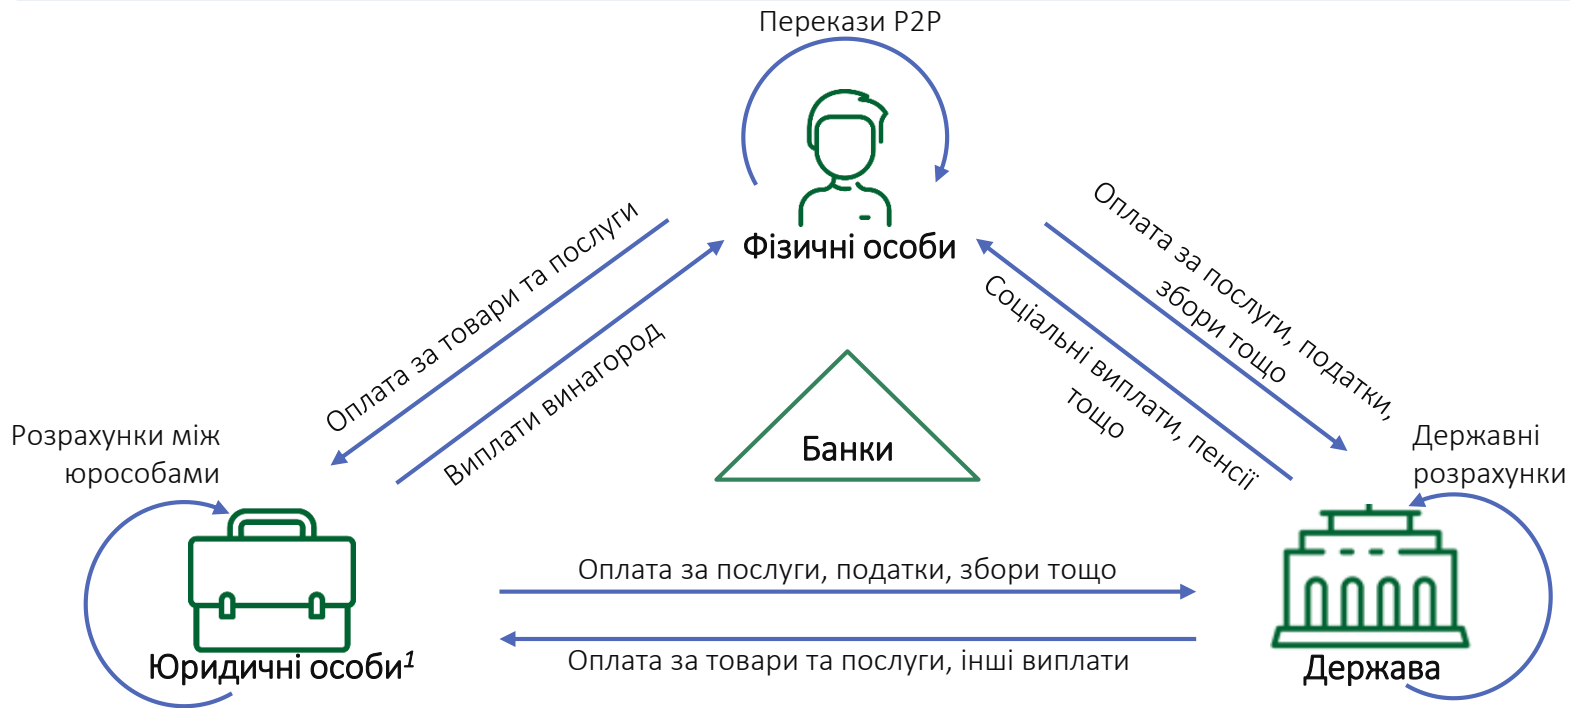 Перекази P2P
Фізичні особи
Оплата за товари та послуги
Виплати винагород
Оплата за послуги, податки,
збори тощо
Соціальні виплати, пенсії
тощо
Банки
Розрахунки між
юрособами
Державні
розрахунки
Оплата за послуги, податки, збори тощо
Оплата за товари та послуги, інші виплати
Юридичні особи1
Держава